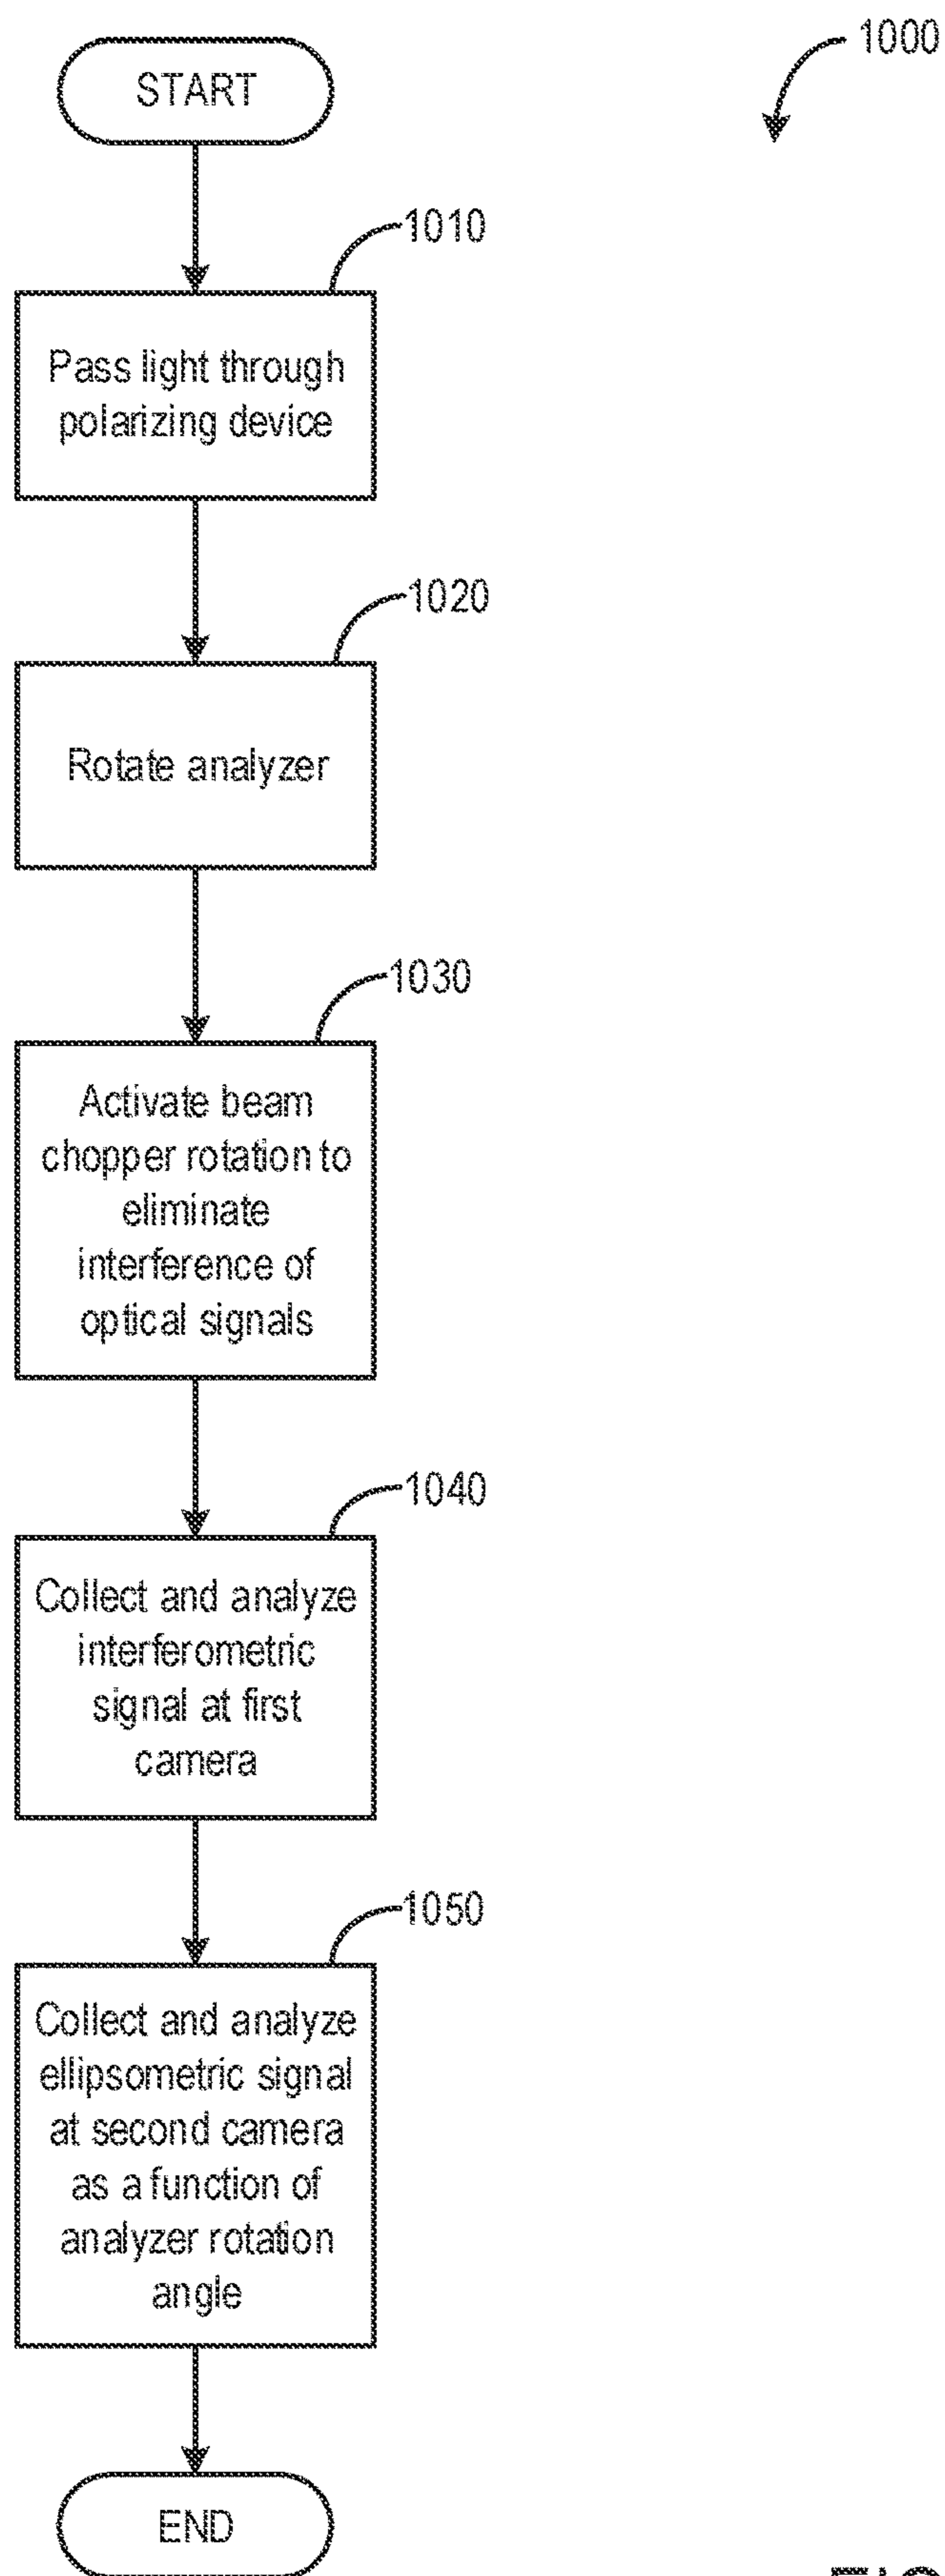 START
1000
1010
Pass light through
polarizing device
1020
Rotate analyzer
1030
Activate beam
chopper rotation to
eliminate
interference of
optical signals
1040
Collect and analyze
interferometric
signal at first
camera
1050
Collect and analyze
ellipsometric signal
at second camera
as a function of
analyzer rotation
angle
END